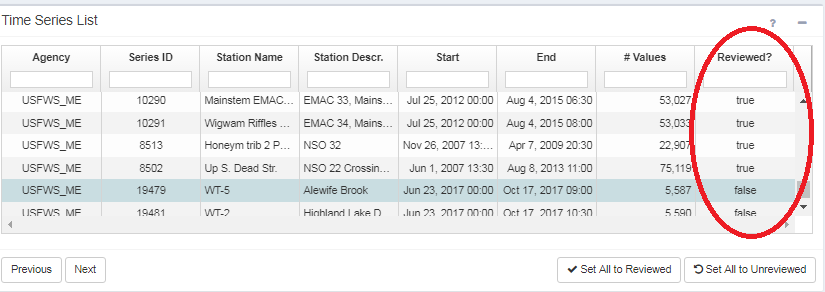 Time Series List ? −
Agency Series ID Station Name Station Descr. Start End # Values Reviewed?
USFWS_ME 10290 Mainstem EMAC... EMAC 33, Mains... Jul 25, 2012 00:00 Aug 4, 2015 06:30 53,027 true
USFWS_ME 10291 Wigwam Riffles ... EMAC 34, Mains... Jul 25, 2012 00:00 Aug 4, 2015 08:00 53,033 true
USFWS_ME 8513 Honeym trib 2 P... NSO 32 Nov 26, 2007 13:... Apr 7, 2009 20:30 22,907 true
USFWS_ME 8502 Up S. Dead Str. NSO 22 Crossin... Jun 1, 2007 13:30 Aug 8, 2013 11:00 75,119 true
USFWS_ME 19479 WT-5 Alewife Brook Jun 23, 2017 00:00 Oct 17, 2017 09:00 5,587 false
USFWS_ME 19481 WT-2 Highland Lake D Jun 23, 2017 00:00 Oct 17, 2017 10:30 5,590 false
Previous Next Set All to Reviewed Set All to Unreviewed